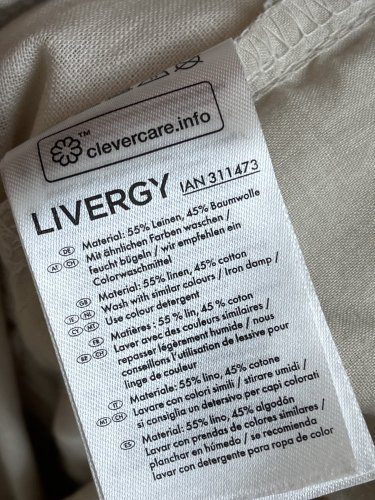 ™ clevercare.info
LIVERGY IAN 311473
DE AT CH Material: 55% Leinen, 45% Baumwolle
Mit ähnlichen Farben waschen /
feucht bügeln / wir empfehlen ein
Colorwaschmittel
GB IE NI CY MT Material: 55% linen, 45% cotton
Wash with similar colours / Iron damp /
Use colour detergent
FR BE CH Matières : 55 % lin, 45 % coton
Laver avec des couleurs similaires /
repasser légèrement humide / nous
conseillons l'utilisation de lessive pour
linge de couleur
IT MT CH Materiale: 55% lino, 45% cotone
Lavare con colori simili / stirare umidi /
si consiglia un detersivo per capi colorati
ES Material: 55% lino, 45% algodón
Lavar con prendas de colores similares /
planchar en húmedo / se recomienda
lavar con detergente para ropa de color